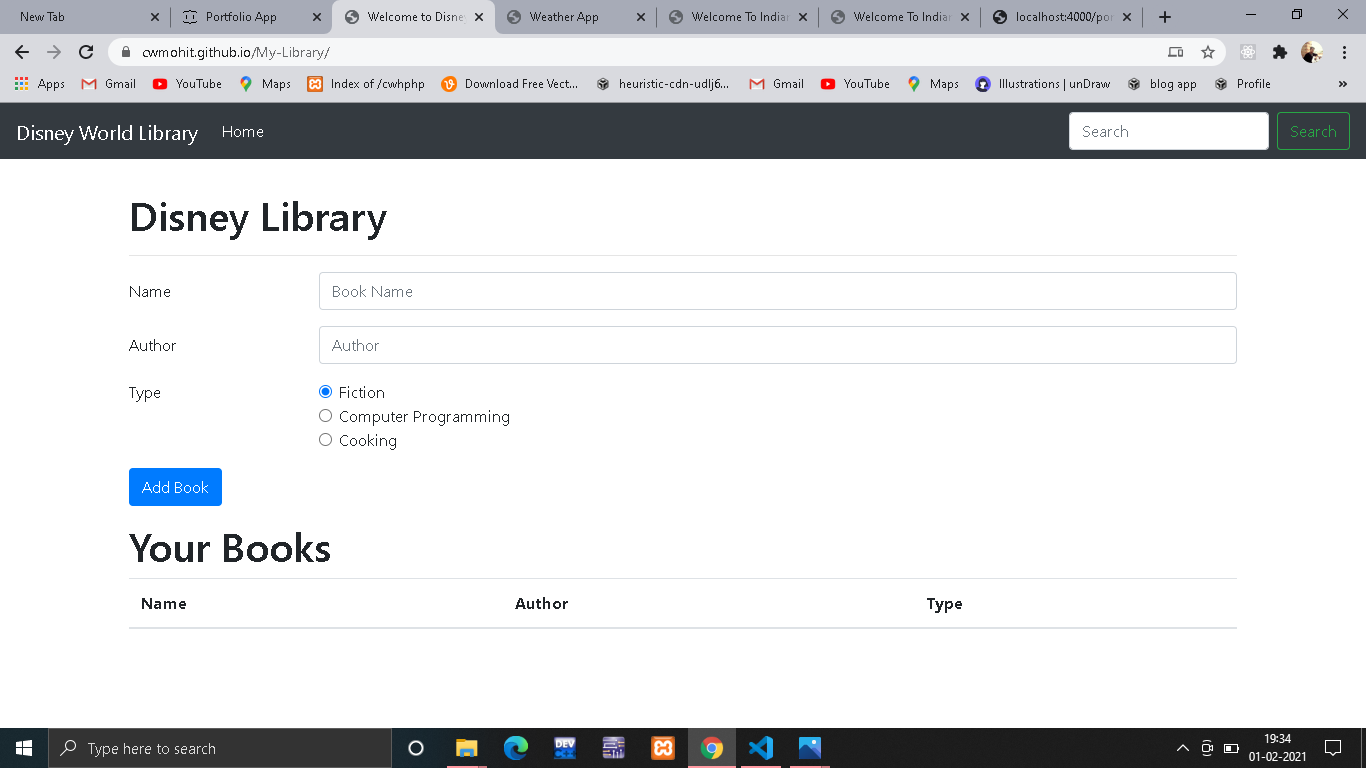 New Tab
Portfolio App
Welcome to Disne
Weather App
Welcome To Indian
Welcome To Indian
localhost:4000/por
cwmohit.github.io/My-Library/
Apps
Gmail
YouTube
Maps
Index of /cwhphp
Download Free Vect...
heuristic-cdn-udlj6...
Gmail
YouTube
Maps
Illustrations | unDraw
blog app
Profile
»
Disney World Library
Home
Search
Search
Disney Library
Name
Book Name
Author
Author
Type
Fiction
Computer Programming
Cooking
Add Book
Your Books
Name Author Type
Type here to search
DEV
19:34
01-02-2021